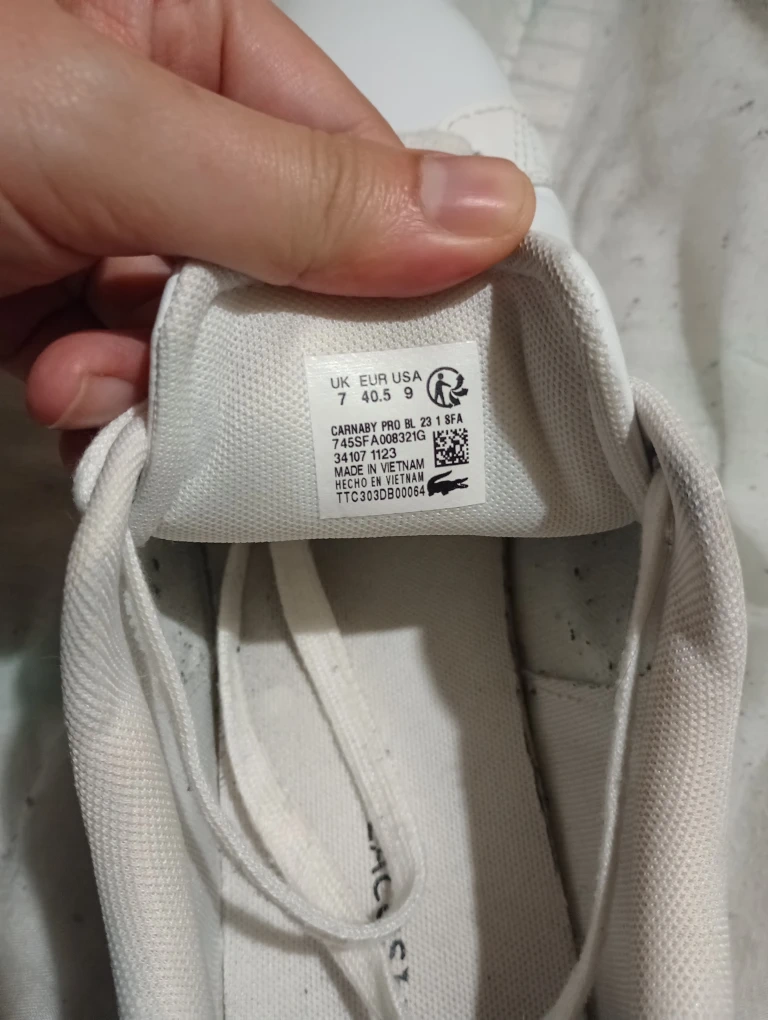 UK EUR USA
7 40.5 9
CARNABY PRO BL 23 1 SFA
745SFA008321G
34107 1123
MADE IN VIETNAM
HECHO EN VIETNAM
TTC303DB00064